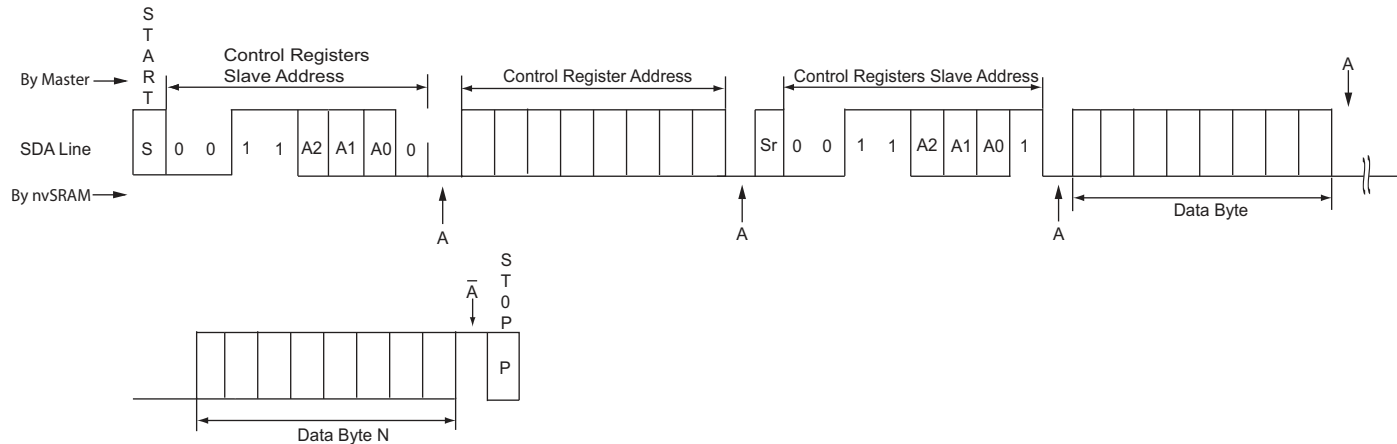 START
Control Registers
Slave Address
By Master
Control Register Address
Control Registers Slave Address
A
SDA Line
S 0 0 1 1 A2 A1 A0 0
Sr 0 0 1 1 A2 A1 A0 1
By nvSRAM
A
A
A
Data Byte
A̅
ST0P
P
Data Byte N